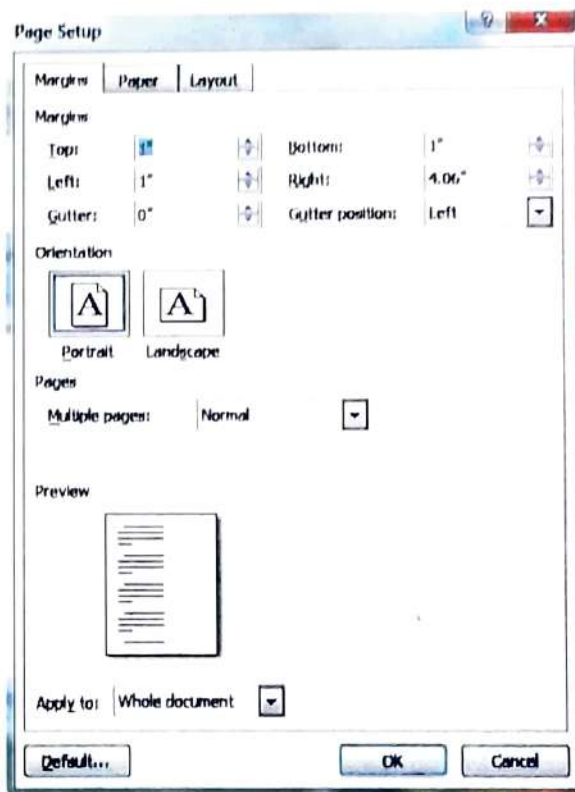 Page Setup
Margins Paper Layout
Margins
Top: 1" Bottom: 1"
Left: 1" Right: 4.06"
Gutter: 0" Gutter position: Left
Orientation
A A
Portrait Landscape
Pages
Multiple pages: Normal
Preview
Apply to: Whole document
Default... OK Cancel